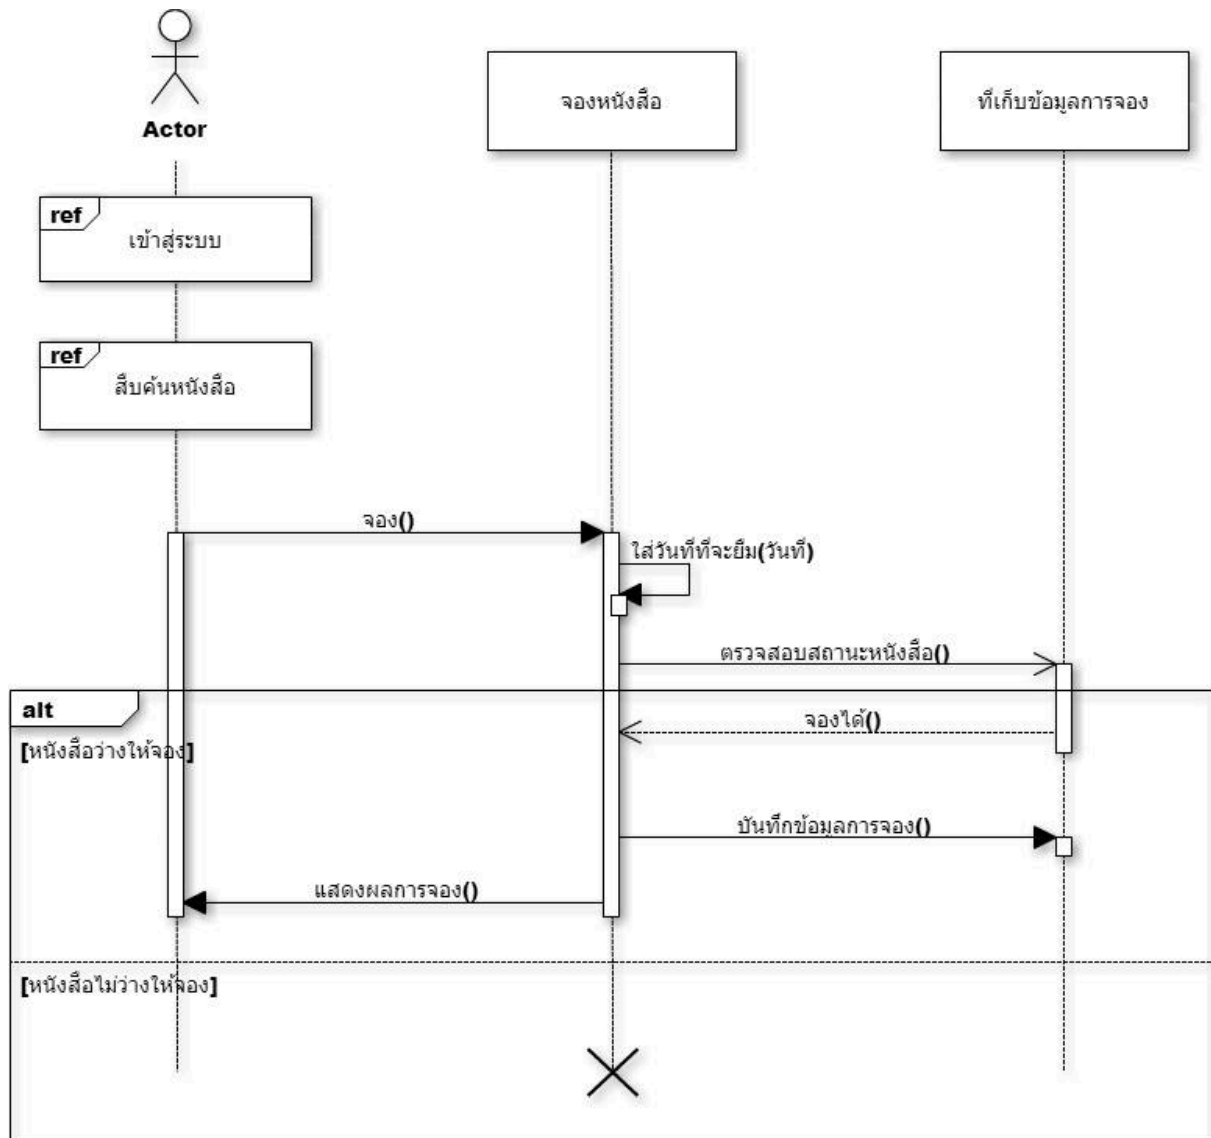 Actor
จองหนังสือ
ที่เก็บข้อมูลการจอง
ref
เข้าสู่ระบบ
ref
สืบค้นหนังสือ
จอง()
ใส่วันที่ที่จะยืม(วันที่)
ตรวจสอบสถานะหนังสือ()
alt
จองได้()
[หนังสือว่างให้จอง]
บันทึกข้อมูลการจอง()
แสดงผลการจอง()
[หนังสือไม่ว่างให้จอง]